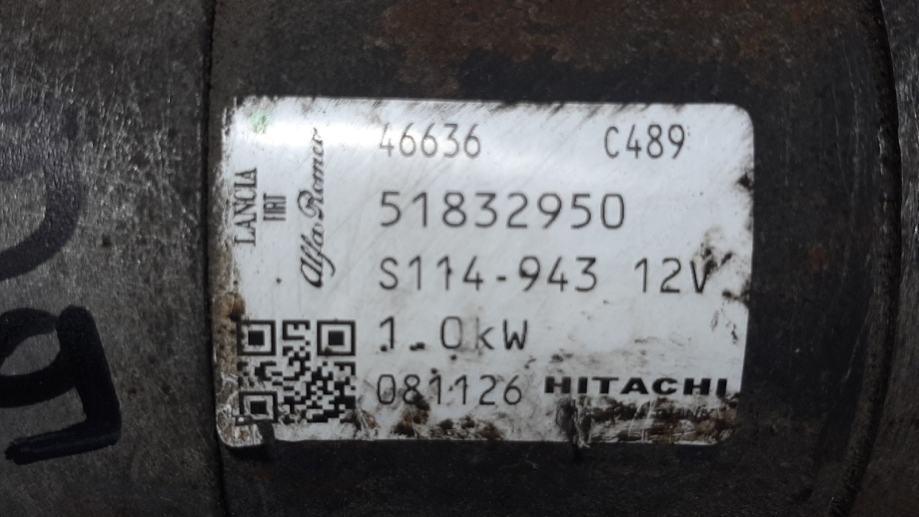 46636 C489
LANCIA
FIAT
Alfa Romeo
51832950
S114-943 12V
1.0kW
081126 HITACHI